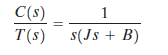 C(s)/T(s) = 1/s(Js + B)